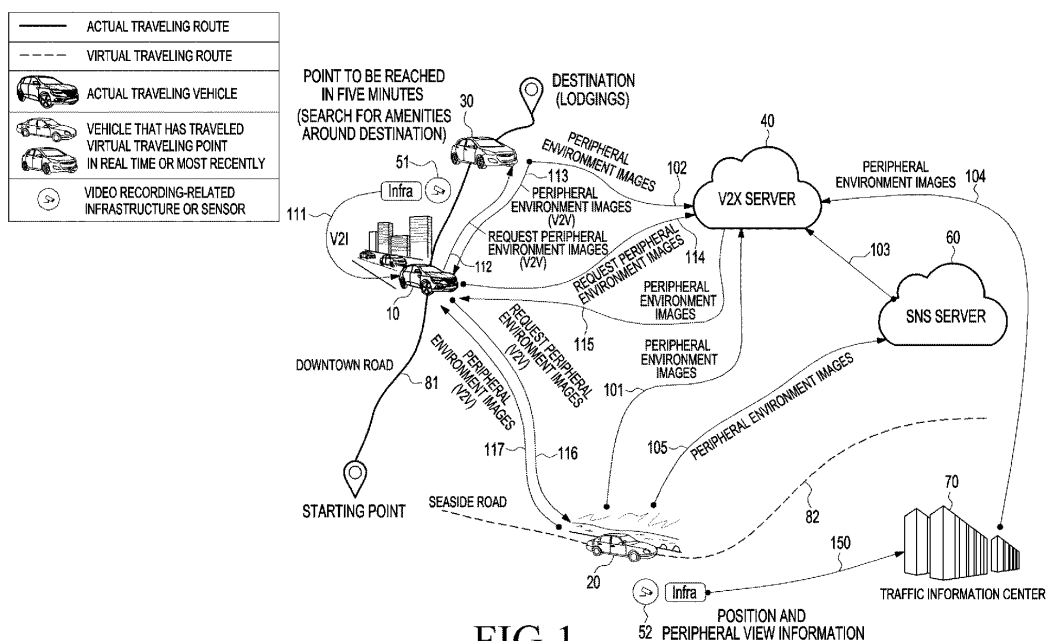 ACTUAL TRAVELING ROUTE
VIRTUAL TRAVELING ROUTE
ACTUAL TRAVELING VEHICLE
VEHICLE THAT HAS TRAVELED
VIRTUAL TRAVELING POINT
IN REAL TIME OR MOST RECENTLY
VIDEO RECORDING-RELATED
INFRASTRUCTURE OR SENSOR
POINT TO BE REACHED
IN FIVE MINUTES
(SEARCH FOR AMENITIES
AROUND DESTINATION)
30
DESTINATION
(LODGINGS)
51
Infra
111
V2I
10
113
PERIPHERAL
ENVIRONMENT IMAGES
102
PERIPHERAL
ENVIRONMENT IMAGES
(V2V)
REQUEST PERIPHERAL
ENVIRONMENT IMAGES
(V2V)
112
40
V2X SERVER
PERIPHERAL
ENVIRONMENT IMAGES
104
REQUEST PERIPHERAL
ENVIRONMENT IMAGES
114
103
60
SNS SERVER
PERIPHERAL
ENVIRONMENT
IMAGES
115
REQUEST PERIPHERAL
ENVIRONMENT IMAGES
(V2V)
PERIPHERAL
ENVIRONMENT IMAGES
(V2V)
PERIPHERAL
ENVIRONMENT
IMAGES
101
DOWNTOWN ROAD
81
105
PERIPHERAL ENVIRONMENT IMAGES
117
116
STARTING POINT
SEASIDE ROAD
82
70
20
150
TRAFFIC INFORMATION CENTER
Infra
52
POSITION AND
PERIPHERAL VIEW INFORMATION
FIG.1